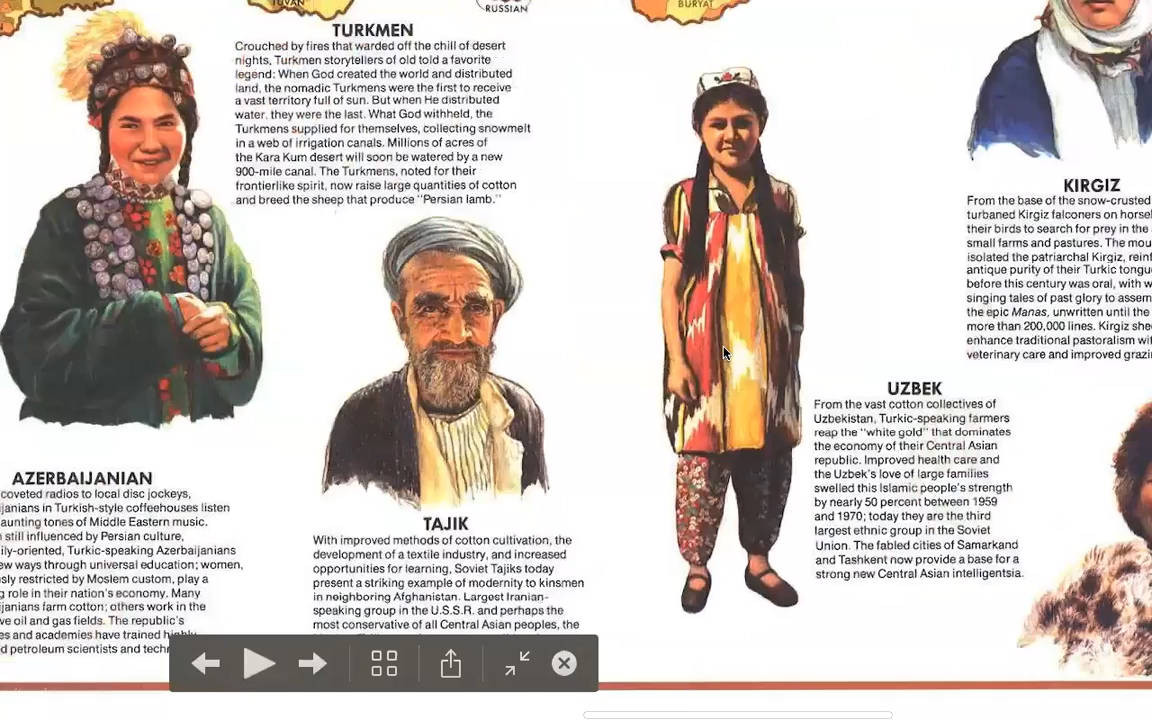 TUVAN
RUSSIAN
BURYAT
TURKMEN
Crouched by fires that warded off the chill of desert
nights, Turkmen storytellers of old told a favorite
legend: When God created the world and distributed
land, the nomadic Turkmens were the first to receive
a vast territory full of sun. But when He distributed
water, they were the last. What God withheld, the
Turkmens supplied for themselves, collecting snowmelt
in a web of irrigation canals. Millions of acres of
the Kara Kum desert will soon be watered by a new
900-mile canal. The Turkmens, noted for their
frontierlike spirit, now raise large quantities of cotton
and breed the sheep that produce "Persian lamb."
AZERBAIJANIAN
coveted radios to local disc jockeys,
ijanians in Turkish-style coffeehouses listen
aunting tones of Middle Eastern music.
still influenced by Persian culture,
ily-oriented, Turkic-speaking Azerbaijanians
ew ways through universal education; women,
sly restricted by Moslem custom, play a
g role in their nation's economy. Many
ijanians farm cotton; others work in the
ve oil and gas fields. The republic's
es and academies have trained highly
d petroleum scientists and techn
TAJIK
With improved methods of cotton cultivation, the
development of a textile industry, and increased
opportunities for learning, Soviet Tajiks today
present a striking example of modernity to kinsmen
in neighboring Afghanistan. Largest Iranian-
speaking group in the U.S.S.R. and perhaps the
most conservative of all Central Asian peoples, the
UZBEK
From the vast cotton collectives of
Uzbekistan, Turkic-speaking farmers
reap the "white gold" that dominates
the economy of their Central Asian
republic. Improved health care and
the Uzbek's love of large families
swelled this Islamic people's strength
by nearly 50 percent between 1959
and 1970; today they are the third
largest ethnic group in the Soviet
Union. The fabled cities of Samarkand
and Tashkent now provide a base for a
strong new Central Asian intelligentsia.
KIRGIZ
From the base of the snow-crusted
turbaned Kirgiz falconers on horsel
their birds to search for prey in the
small farms and pastures. The mou
isolated the patriarchal Kirgiz, reinf
antique purity of their Turkic tongu
before this century was oral, with w
singing tales of past glory to assem
the epic Manas, unwritten until the
more than 200,000 lines. Kirgiz she
enhance traditional pastoralism wit
veterinary care and improved grazi